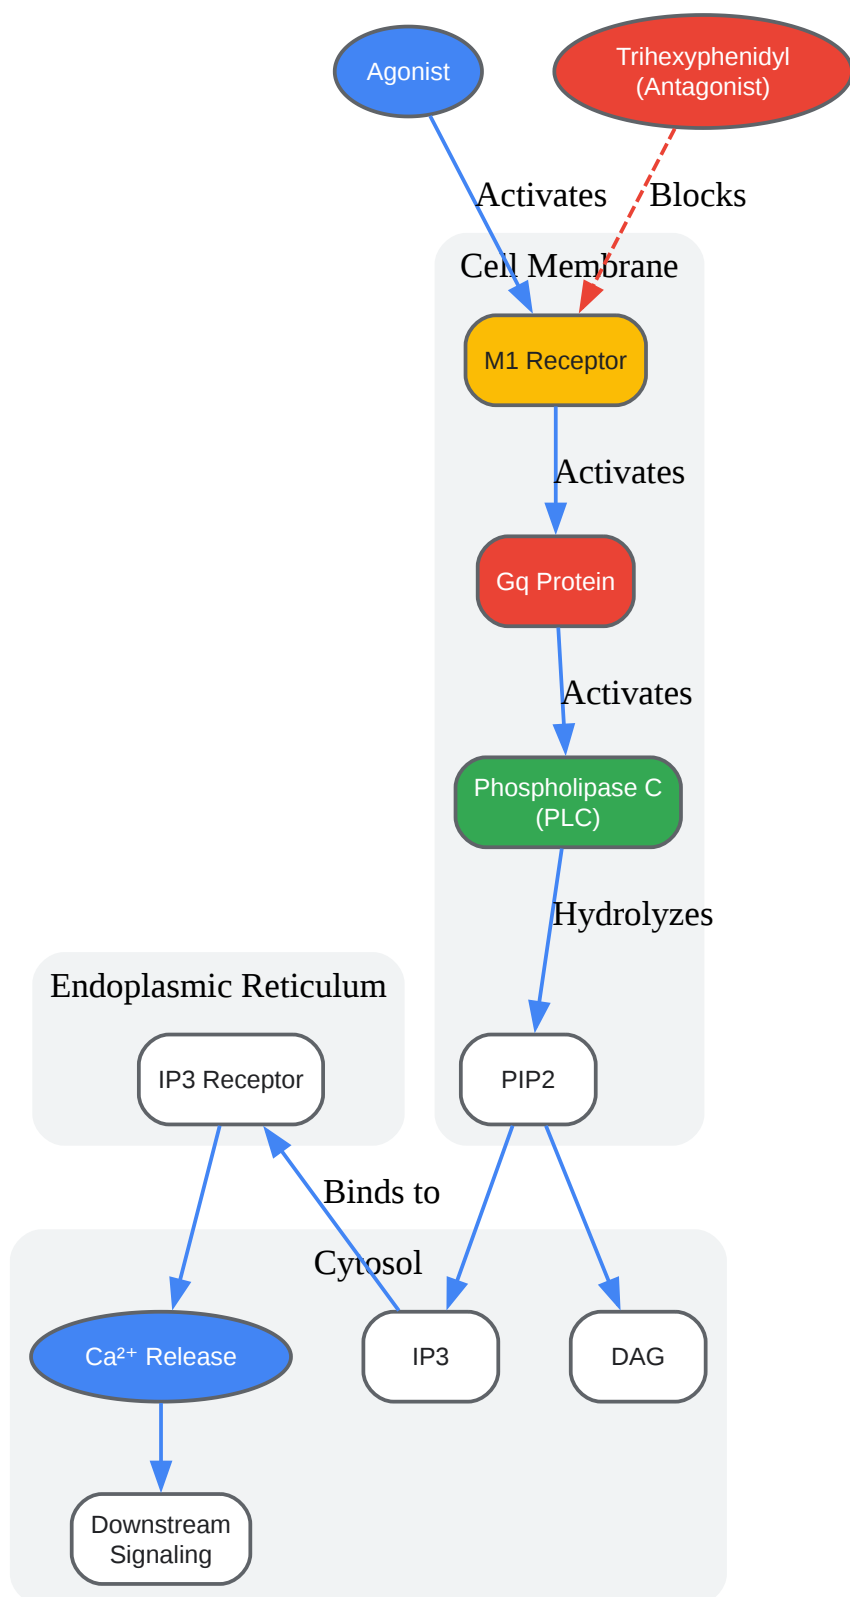 Agonist
Trihexyphenidyl
(Antagonist)
Activates
Blocks
Cell Membrane
M1 Receptor
Activates
Gq Protein
Activates
Phospholipase C
(PLC)
Hydrolyzes
Endoplasmic Reticulum
IP3 Receptor
PIP2
Binds to
Cytosol
Ca²⁺ Release
IP3
DAG
Downstream
Signaling